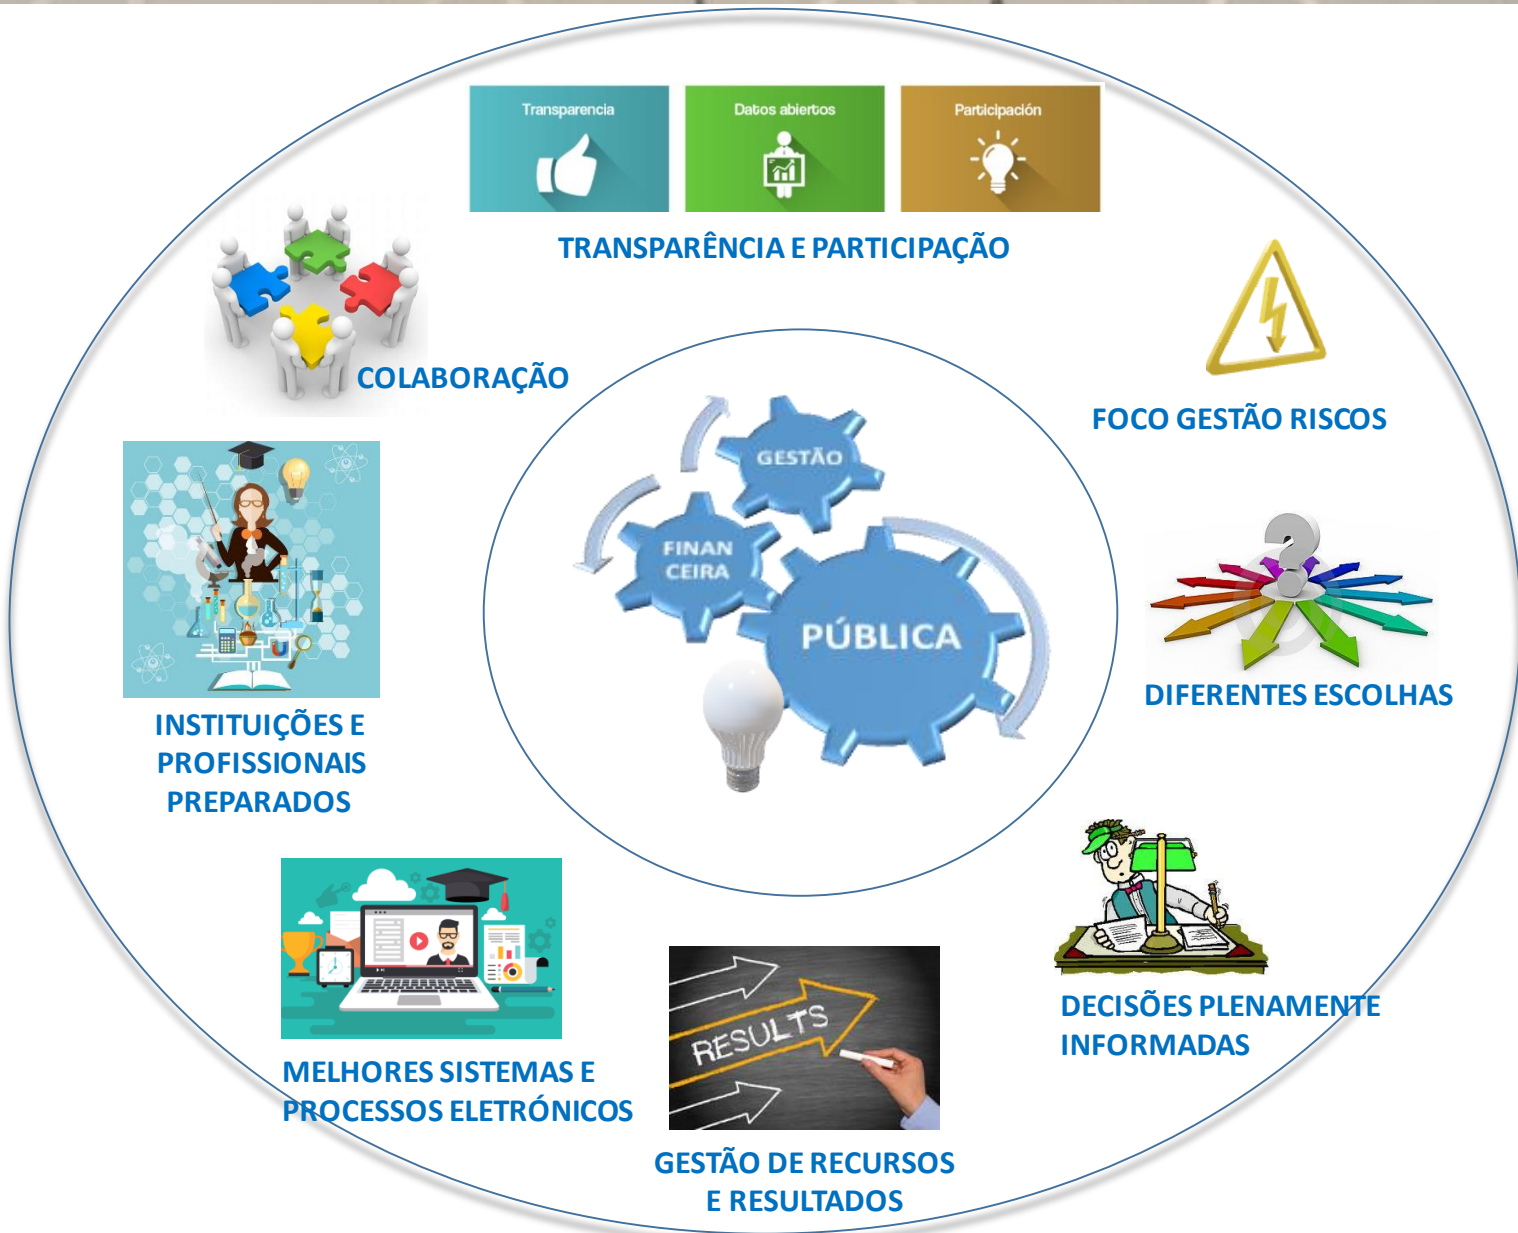 Transparencia
Datos abiertos
Participación
TRANSPARÊNCIA E PARTICIPAÇÃO
COLABORAÇÃO
FOCO GESTÃO RISCOS
GESTÃO
FINAN
CEIRA
PÚBLICA
DIFERENTES ESCOLHAS
INSTITUIÇÕES E
PROFISSIONAIS
PREPARADOS
DECISÕES PLENAMENTE
INFORMADAS
RESULTS
MELHORES SISTEMAS E
PROCESSOS ELETRÓNICOS
GESTÃO DE RECURSOS
E RESULTADOS